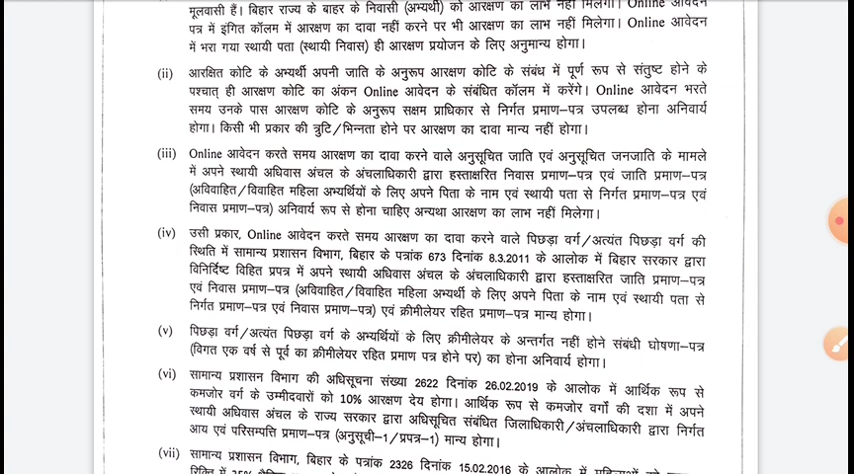 मूलवासी हैं। बिहार राज्य के बाहर के निवासी (अभ्यर्थी) को आरक्षण का लाभ नहीं मिलेगा। Online आवेदन
पत्र में इंगित कॉलम में आरक्षण का दावा नहीं करने पर भी आरक्षण का लाभ नहीं मिलेगा। Online आवेदन
में भरा गया स्थायी पता (स्थायी निवास) ही आरक्षण प्रयोजन के लिए अनुमान्य होगा।
(ii) आरक्षित कोटि के अभ्यर्थी अपनी जाति के अनुरूप आरक्षण कोटि के संबंध में पूर्ण रूप से संतुष्ट होने के
पश्चात् ही आरक्षण कोटि का अंकन Online आवेदन के संबंधित कॉलम में करेंगे। Online आवेदन भरते
समय उनके पास आरक्षण कोटि के अनुरूप सक्षम प्राधिकार से निर्गत प्रमाण–पत्र उपलब्ध होना अनिवार्य
होगा। किसी भी प्रकार की त्रुटि/भिन्नता होने पर आरक्षण का दावा मान्य नहीं होगा।
(iii) Online आवेदन करते समय आरक्षण का दावा करने वाले अनुसूचित जाति एवं अनुसूचित जनजाति के मामले
में अपने स्थायी अधिवास अंचल के अंचलाधिकारी द्वारा हस्ताक्षरित निवास प्रमाण–पत्र एवं जाति प्रमाण–पत्र
(अविवाहित/विवाहित महिला अभ्यर्थियों के लिए अपने पिता के नाम एवं स्थायी पता से निर्गत प्रमाण–पत्र एवं
निवास प्रमाण–पत्र) अनिवार्य रूप से होना चाहिए अन्यथा आरक्षण का लाभ नहीं मिलेगा।
(iv) उसी प्रकार, Online आवेदन करते समय आरक्षण का दावा करने वाले पिछड़ा वर्ग/अत्यंत पिछड़ा वर्ग की
स्थिति में सामान्य प्रशासन विभाग, बिहार के पत्रांक 673 दिनांक 8.3.2011 के आलोक में बिहार सरकार द्वारा
विनिर्दिष्ट विहित प्रपत्र में अपने स्थायी अधिवास अंचल के अंचलाधिकारी द्वारा हस्ताक्षरित जाति प्रमाण–पत्र
एवं निवास प्रमाण–पत्र (अविवाहित/विवाहित महिला अभ्यर्थी के लिए अपने पिता के नाम एवं स्थायी पता से
निर्गत प्रमाण–पत्र एवं निवास प्रमाण–पत्र) एवं क्रीमीलेयर रहित प्रमाण–पत्र मान्य होगा।
(v) पिछड़ा वर्ग/अत्यंत पिछड़ा वर्ग के अभ्यर्थियों के लिए क्रीमीलेयर के अन्तर्गत नहीं होने संबंधी घोषणा–पत्र
(विगत एक वर्ष से पूर्व का क्रीमीलेयर रहित प्रमाण पत्र होने पर) का होना अनिवार्य होगा।
(vi) सामान्य प्रशासन विभाग की अधिसूचना संख्या 2622 दिनांक 26.02.2019 के आलोक में आर्थिक रूप से
कमजोर वर्ग के उम्मीदवारों को 10% आरक्षण देय होगा। आर्थिक रूप से कमजोर वर्गों की दशा में अपने
स्थायी अधिवास अंचल के राज्य सरकार द्वारा अधिसूचित संबंधित जिलाधिकारी/अंचलाधिकारी द्वारा निर्गत
आय एवं परिसम्पत्ति प्रमाण–पत्र (अनुसूची–1/प्रपत्र–1) मान्य होगा।
(vii) सामान्य प्रशासन विभाग, बिहार के पत्रांक 2326 दिनांक 15.02.2016 के आलोक में